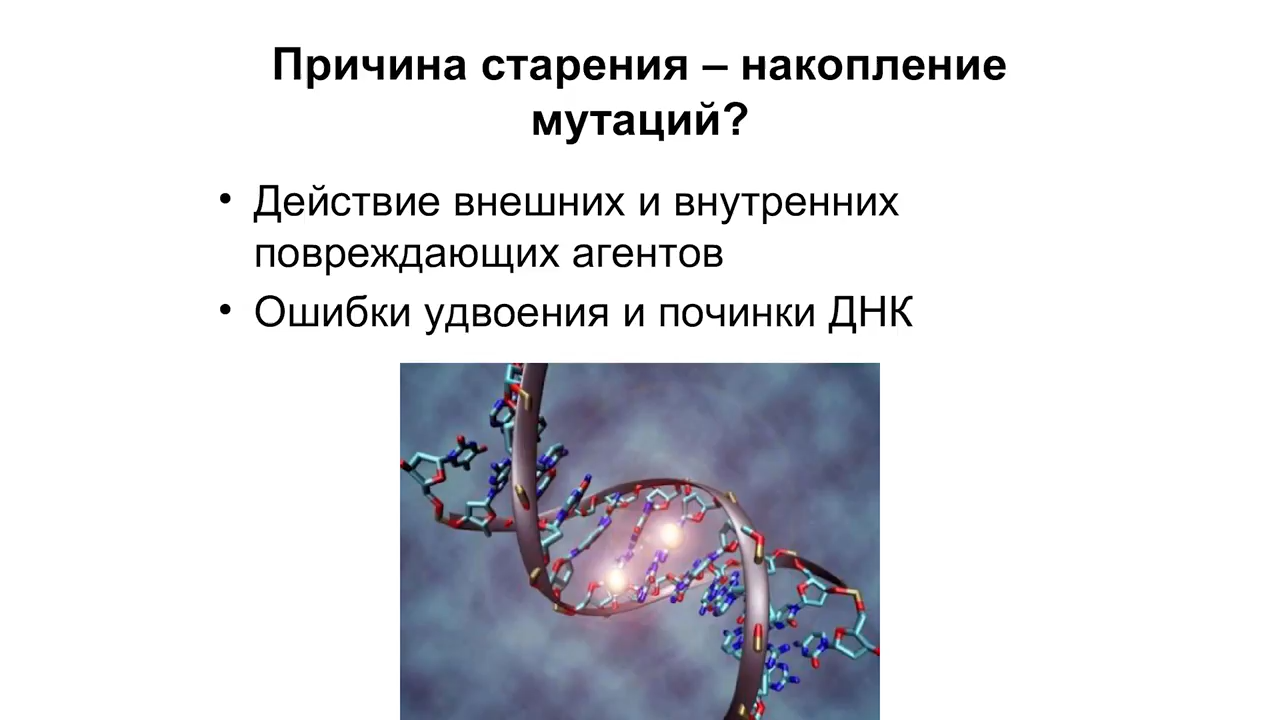 Причина старения – накопление
мутаций?
• Действие внешних и внутренних
повреждающих агентов
• Ошибки удвоения и починки ДНК